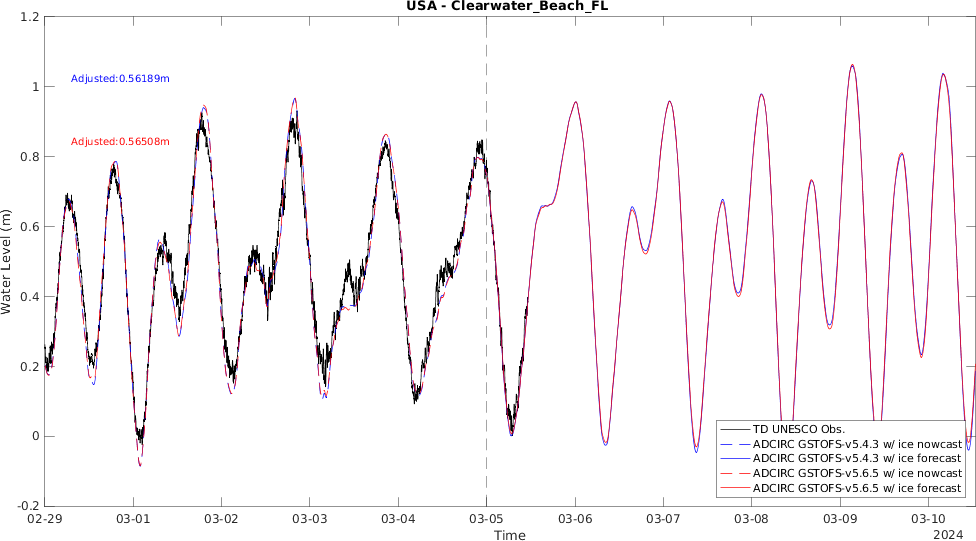 USA - Clearwater_Beach_FL
1.2
1
0.8
0.6
0.4
0.2
0
-0.2
Water Level (m)
Adjusted:0.56189m
Adjusted:0.56508m
TD UNESCO Obs.
ADCIRC GSTOFS-v5.4.3 w/ ice nowcast
ADCIRC GSTOFS-v5.4.3 w/ ice forecast
ADCIRC GSTOFS-v5.6.5 w/ ice nowcast
ADCIRC GSTOFS-v5.6.5 w/ ice forecast
02-29 03-01 03-02 03-03 03-04 03-05 03-06 03-07 03-08 03-09 03-10
Time
2024